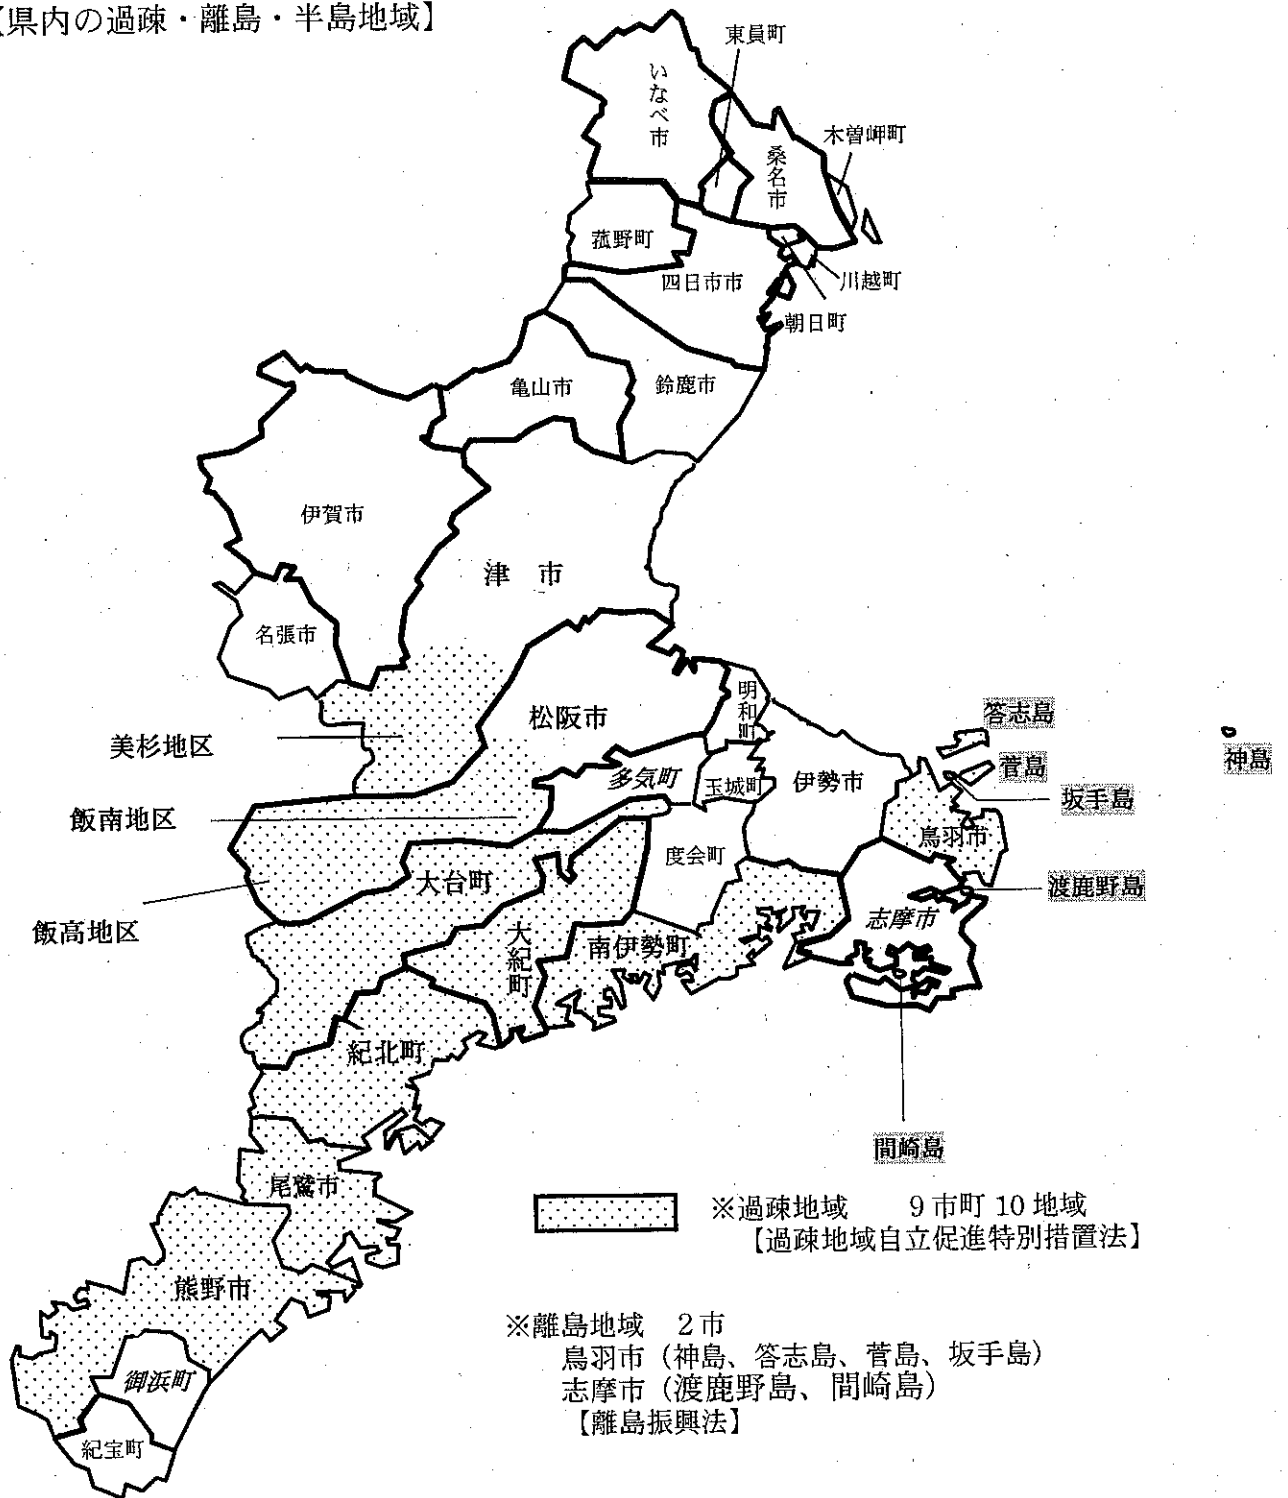 【県内の過疎・離島・半島地域】
東員町
いなべ市
木曽岬町
桑名市
菰野町
四日市市
川越町
朝日町
亀山市
鈴鹿市
伊賀市
津 市
名張市
明和町
松阪市
答志島
美杉地区
神島
菅島
多気町
玉城町
伊勢市
坂手島
飯南地区
鳥羽市
度会町
大台町
渡鹿野島
飯高地区
志摩市
大紀町
南伊勢町
紀北町
間崎島
尾鷲市
※過疎地域 9市町10地域
【過疎地域自立促進特別措置法】
熊野市
※離島地域 2市
鳥羽市（神島、答志島、菅島、坂手島）
志摩市（渡鹿野島、間崎島）
【離島振興法】
御浜町
紀宝町